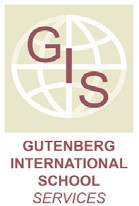 GIS
GUTENBERG
INTERNATIONAL
SCHOOL
SERVICES